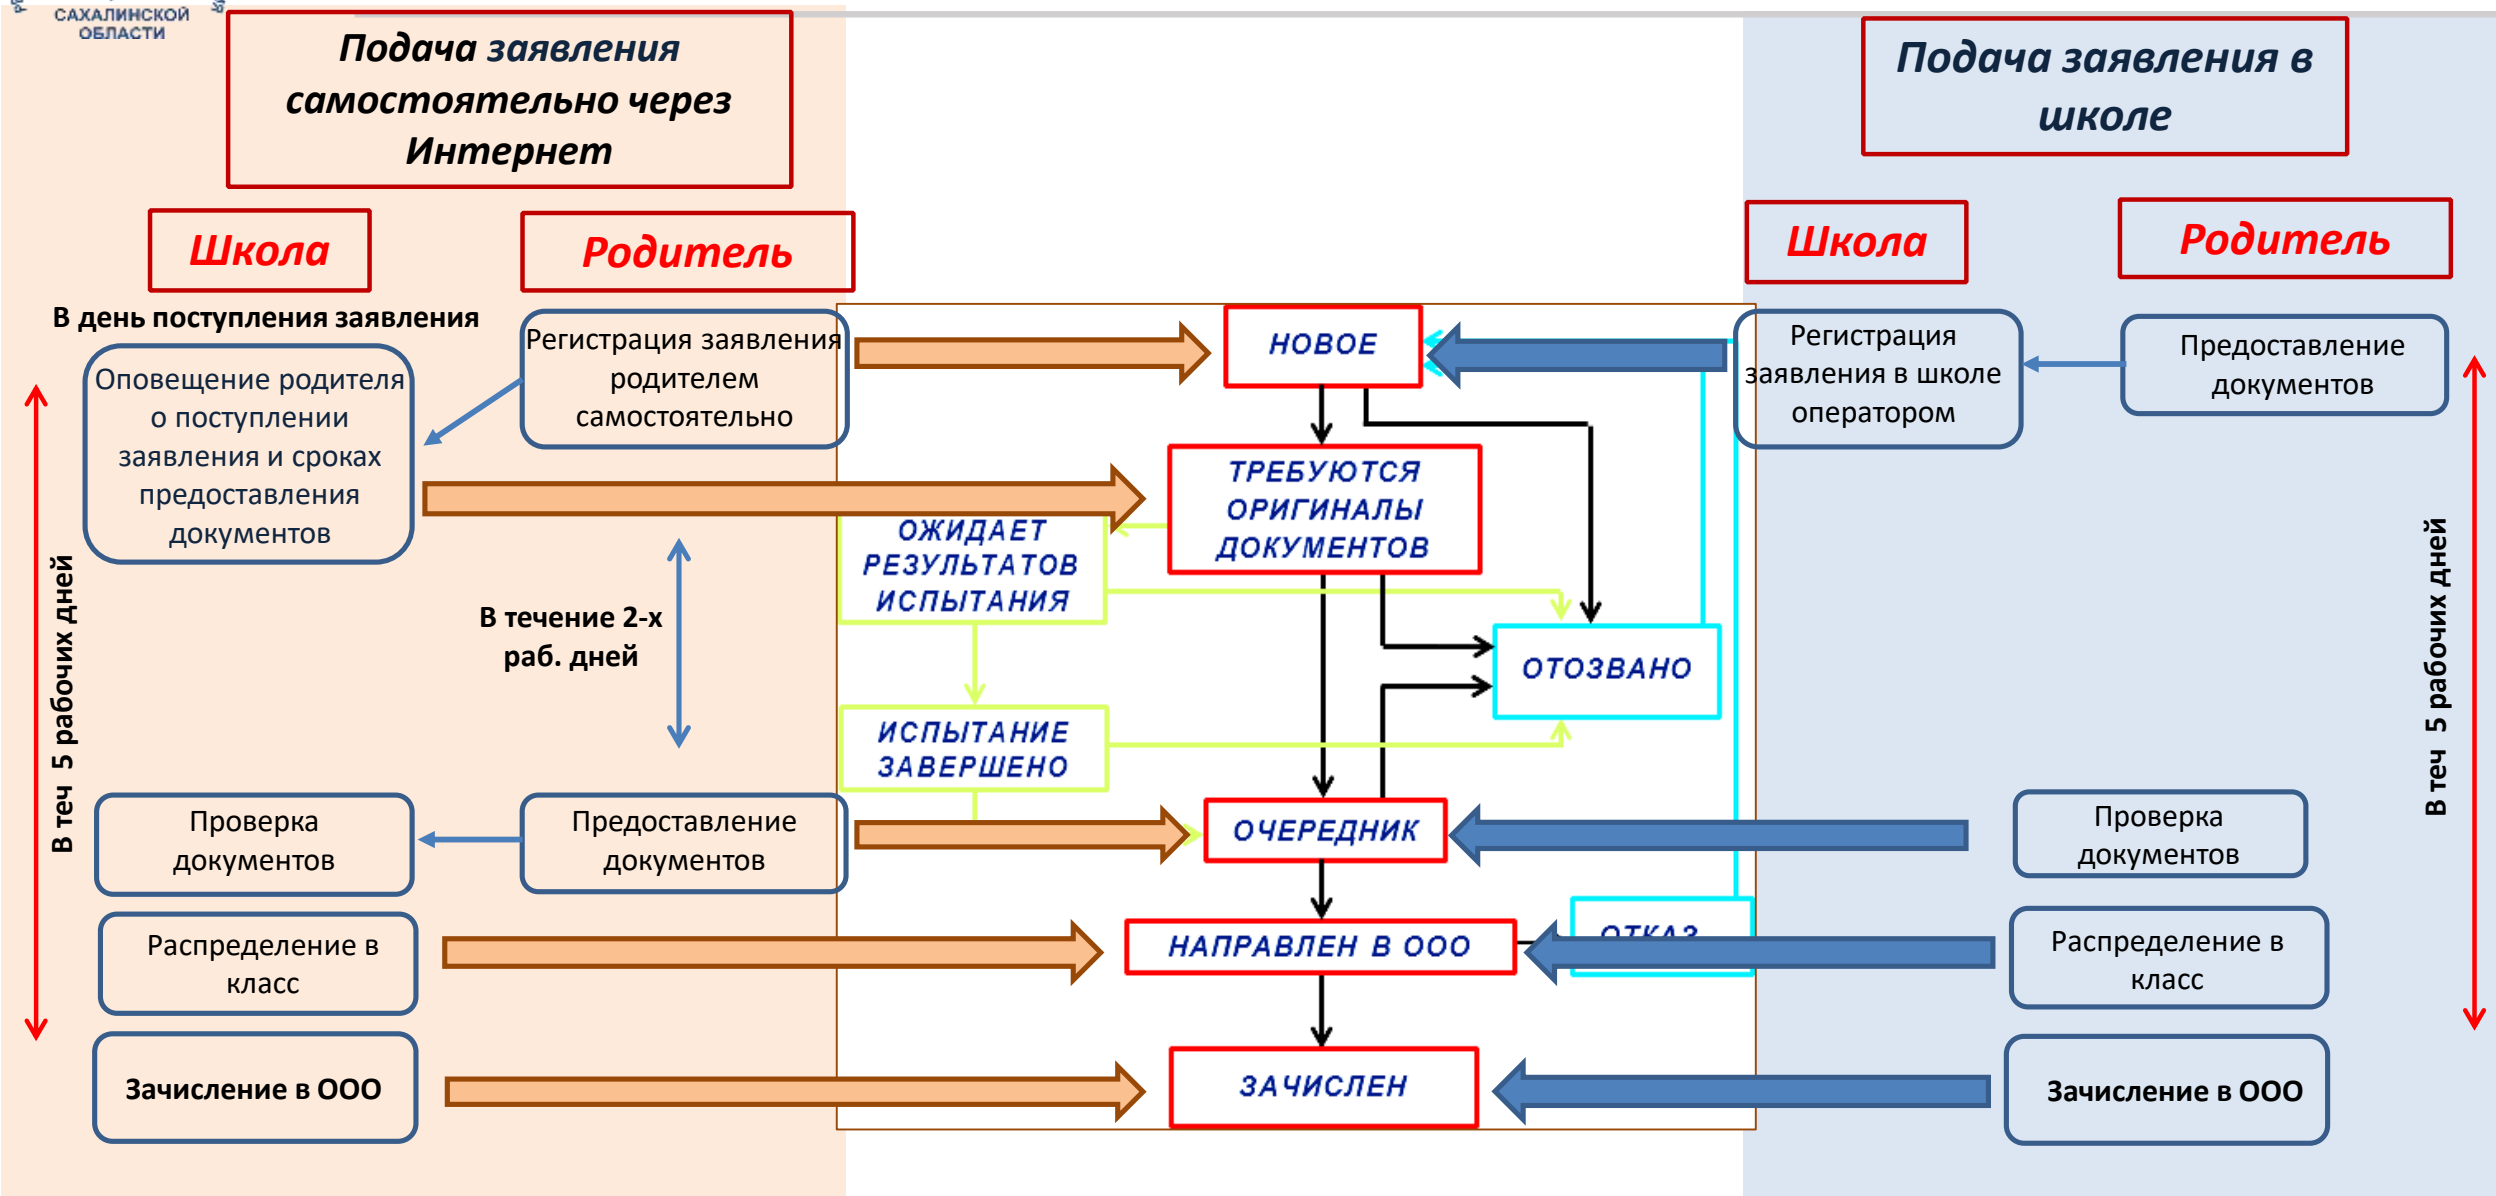 САХАЛИНСКОЙ
ОБЛАСТИ
Подача заявления
самостоятельно через
Интернет
Подача заявления в
школе
Школа
Родитель
Школа
Родитель
В день поступления заявления
Оповещение родителя
о поступлении
заявления и сроках
предоставления
документов
Регистрация заявления
родителем
самостоятельно
НОВОЕ
Регистрация
заявления в школе
оператором
Предоставление
документов
ТРЕБУЮТСЯ
ОРИГИНАЛЫ
ДОКУМЕНТОВ
ОЖИДАЕТ
РЕЗУЛЬТАТОВ
ИСПЫТАНИЯ
В теч 5 рабочих дней
В течение 2-х
раб. дней
ОТОЗВАНО
В теч 5 рабочих дней
ИСПЫТАНИЕ
ЗАВЕРШЕНО
Проверка
документов
Предоставление
документов
ОЧЕРЕДНИК
Проверка
документов
Распределение в
класс
НАПРАВЛЕН В ООО
ОТКАЗ
Распределение в
класс
Зачисление в ООО
ЗАЧИСЛЕН
Зачисление в ООО